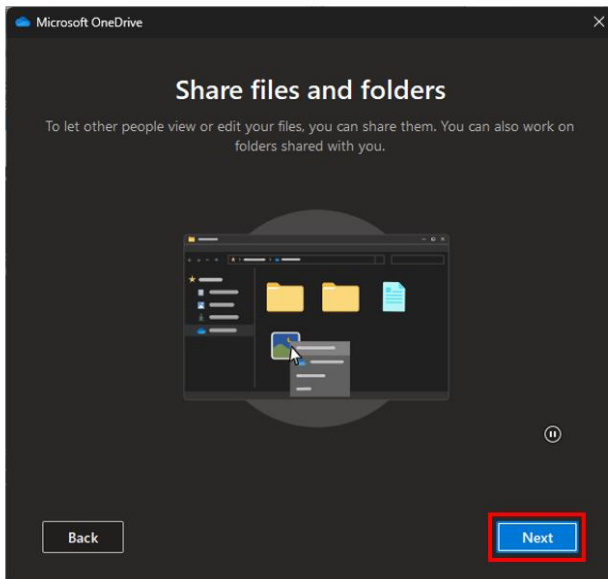 Microsoft OneDrive
Share files and folders
To let other people view or edit your files, you can share them. You can also work on
folders shared with you.
Back
Next